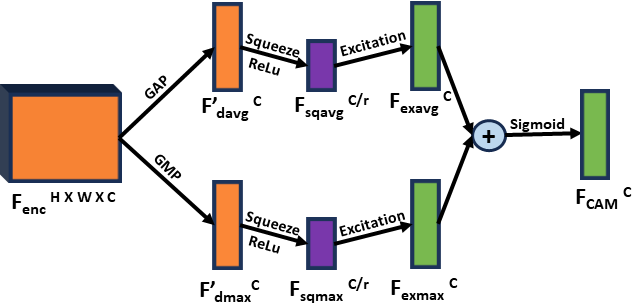 GAP
Squeeze
ReLu
Excitation
F'davg C
Fsqavg C/r
Fexavg C
Fenc H X W X C
+
Sigmoid
FCAM C
GMP
Squeeze
ReLu
Excitation
F'dmax C
Fsqmax C/r
Fexmax C